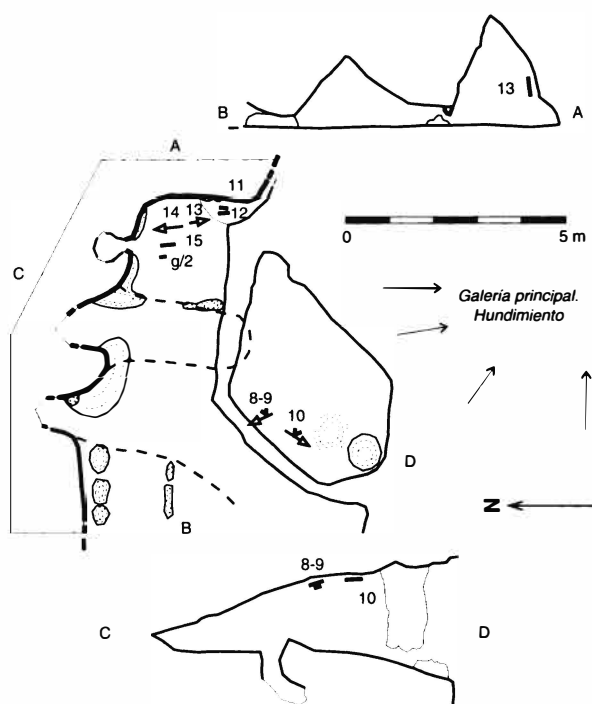 B
13
A
A
11
14 13 12
15
g/2
C
0 5 m
Galería principal.
Hundimiento
8-9
10
D
N
B
8-9
10
C
D